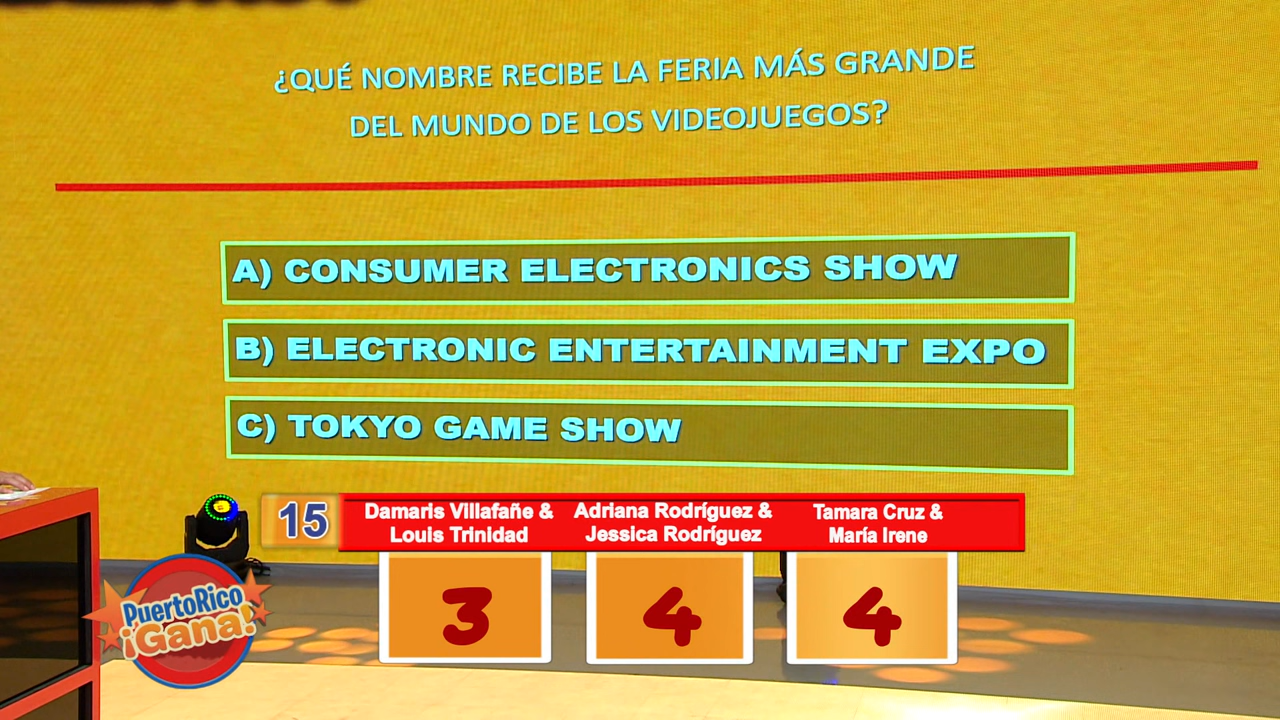 ¿QUÉ NOMBRE RECIBE LA FERIA MÁS GRANDE
DEL MUNDO DE LOS VIDEOJUEGOS?
A) CONSUMER ELECTRONICS SHOW
B) ELECTRONIC ENTERTAINMENT EXPO
C) TOKYO GAME SHOW
15
Damaris Villafañe &
Louis Trinidad
Adriana Rodríguez &
Jessica Rodríguez
Tamara Cruz &
María Irene
3
4
4
PuertoRico
¡Gana!